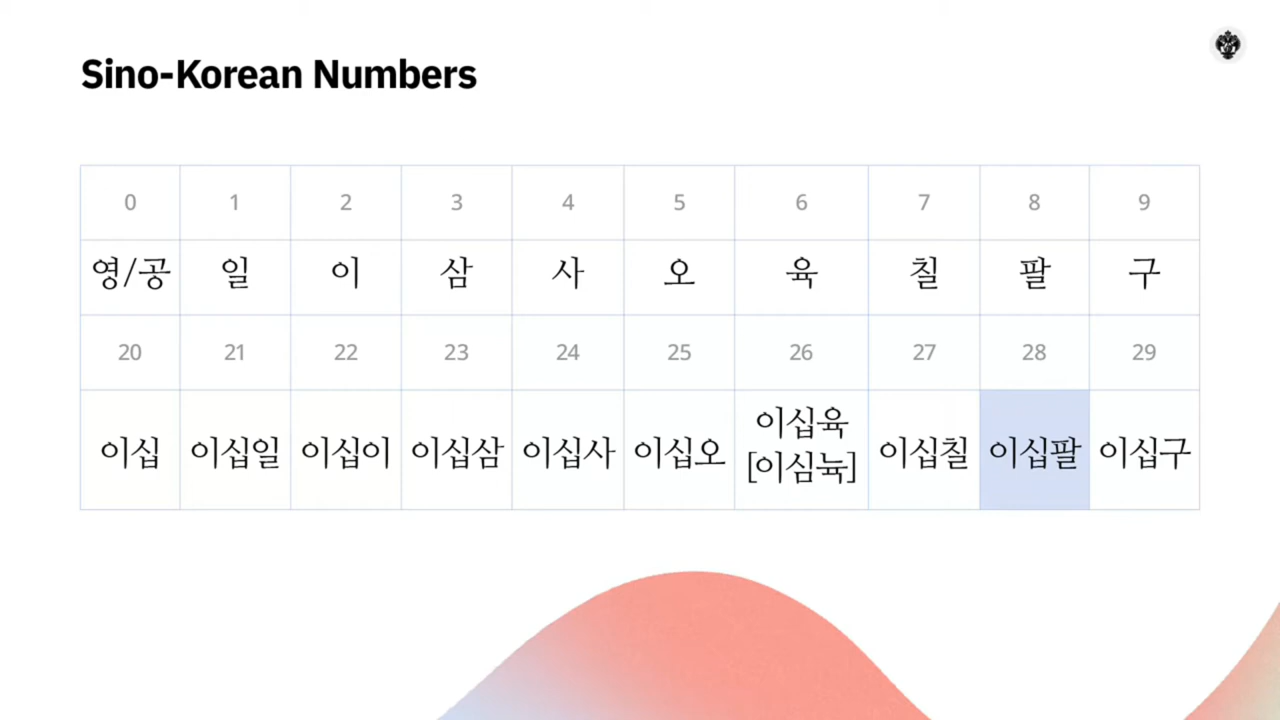 Sino-Korean Numbers
0 1 2 3 4 5 6 7 8 9
영/공 일 이 삼 사 오 육 칠 팔 구
20 21 22 23 24 25 26 27 28 29
이십 이십일 이십이 이십삼 이십사 이십오 이십육 [이심뉵] 이십칠 이십팔 이십구